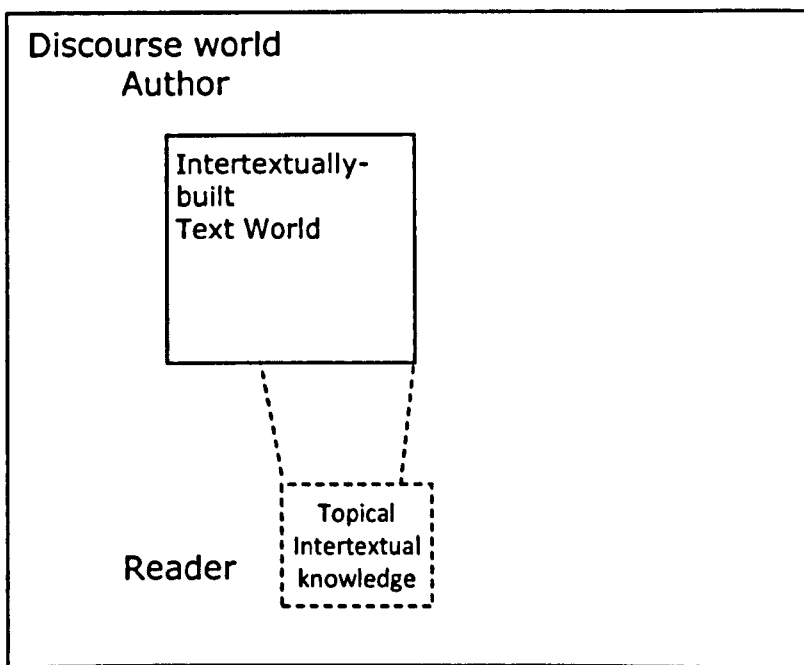 Discourse world
Author
Intertextually-
built
Text World
Topical
Intertextual
knowledge
Reader